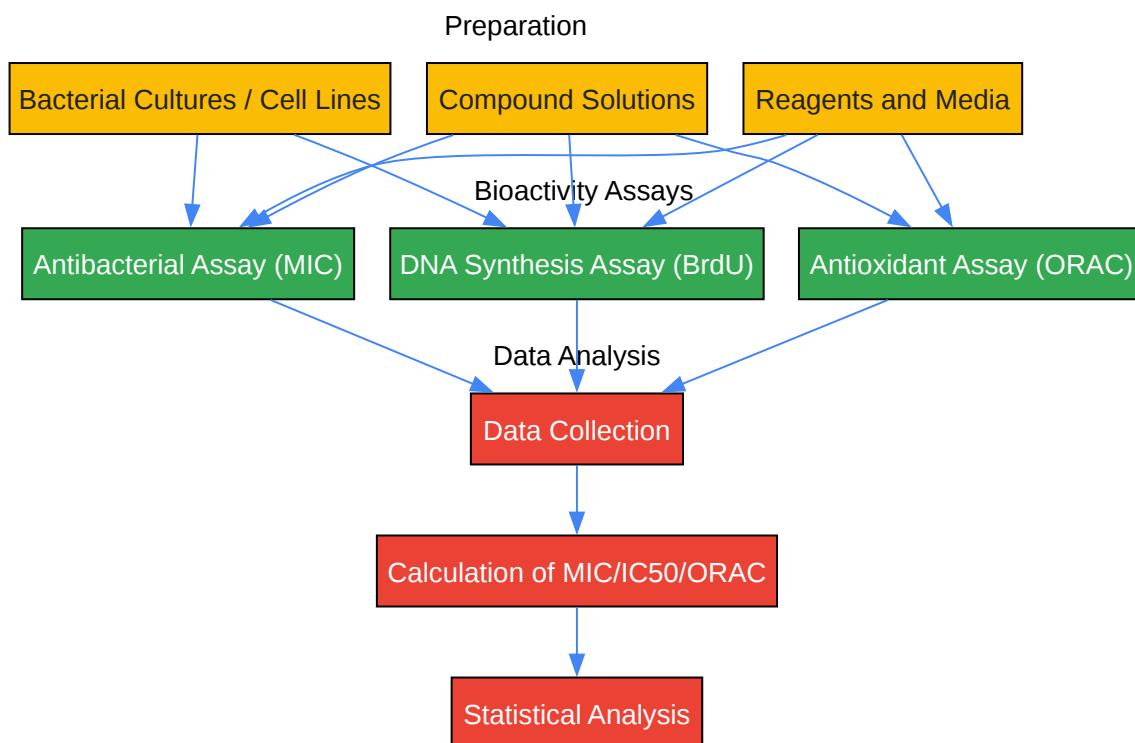 Preparation
Bacterial Cultures / Cell Lines
Compound Solutions
Reagents and Media
Bioactivity Assays
Antibacterial Assay (MIC)
DNA Synthesis Assay (BrdU)
Antioxidant Assay (ORAC)
Data Analysis
Data Collection
Calculation of MIC/IC50/ORAC
Statistical Analysis